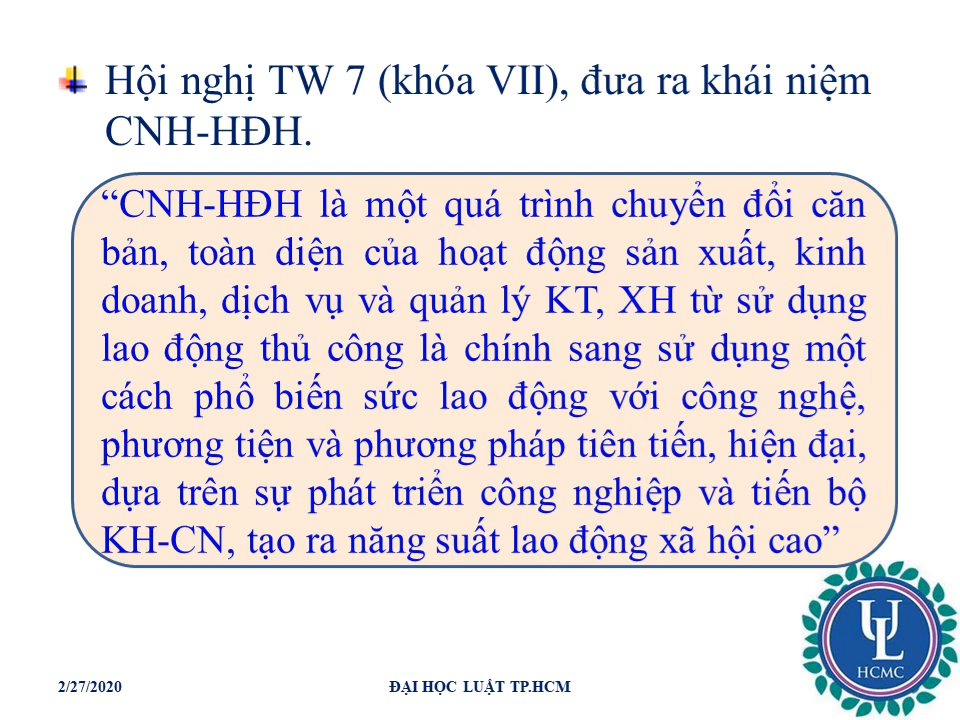 Hội nghị TW 7 (khóa VII), đưa ra khái niệm
CNH-HĐH.
“CNH-HĐH là một quá trình chuyển đổi căn
bản, toàn diện của hoạt động sản xuất, kinh
doanh, dịch vụ và quản lý KT, XH từ sử dụng
lao động thủ công là chính sang sử dụng một
cách phổ biến sức lao động với công nghệ,
phương tiện và phương pháp tiên tiến, hiện đại,
dựa trên sự phát triển công nghiệp và tiến bộ
KH-CN, tạo ra năng suất lao động xã hội cao”
UL
HCMC
2/27/2020
ĐẠI HỌC LUẬT TP.HCM